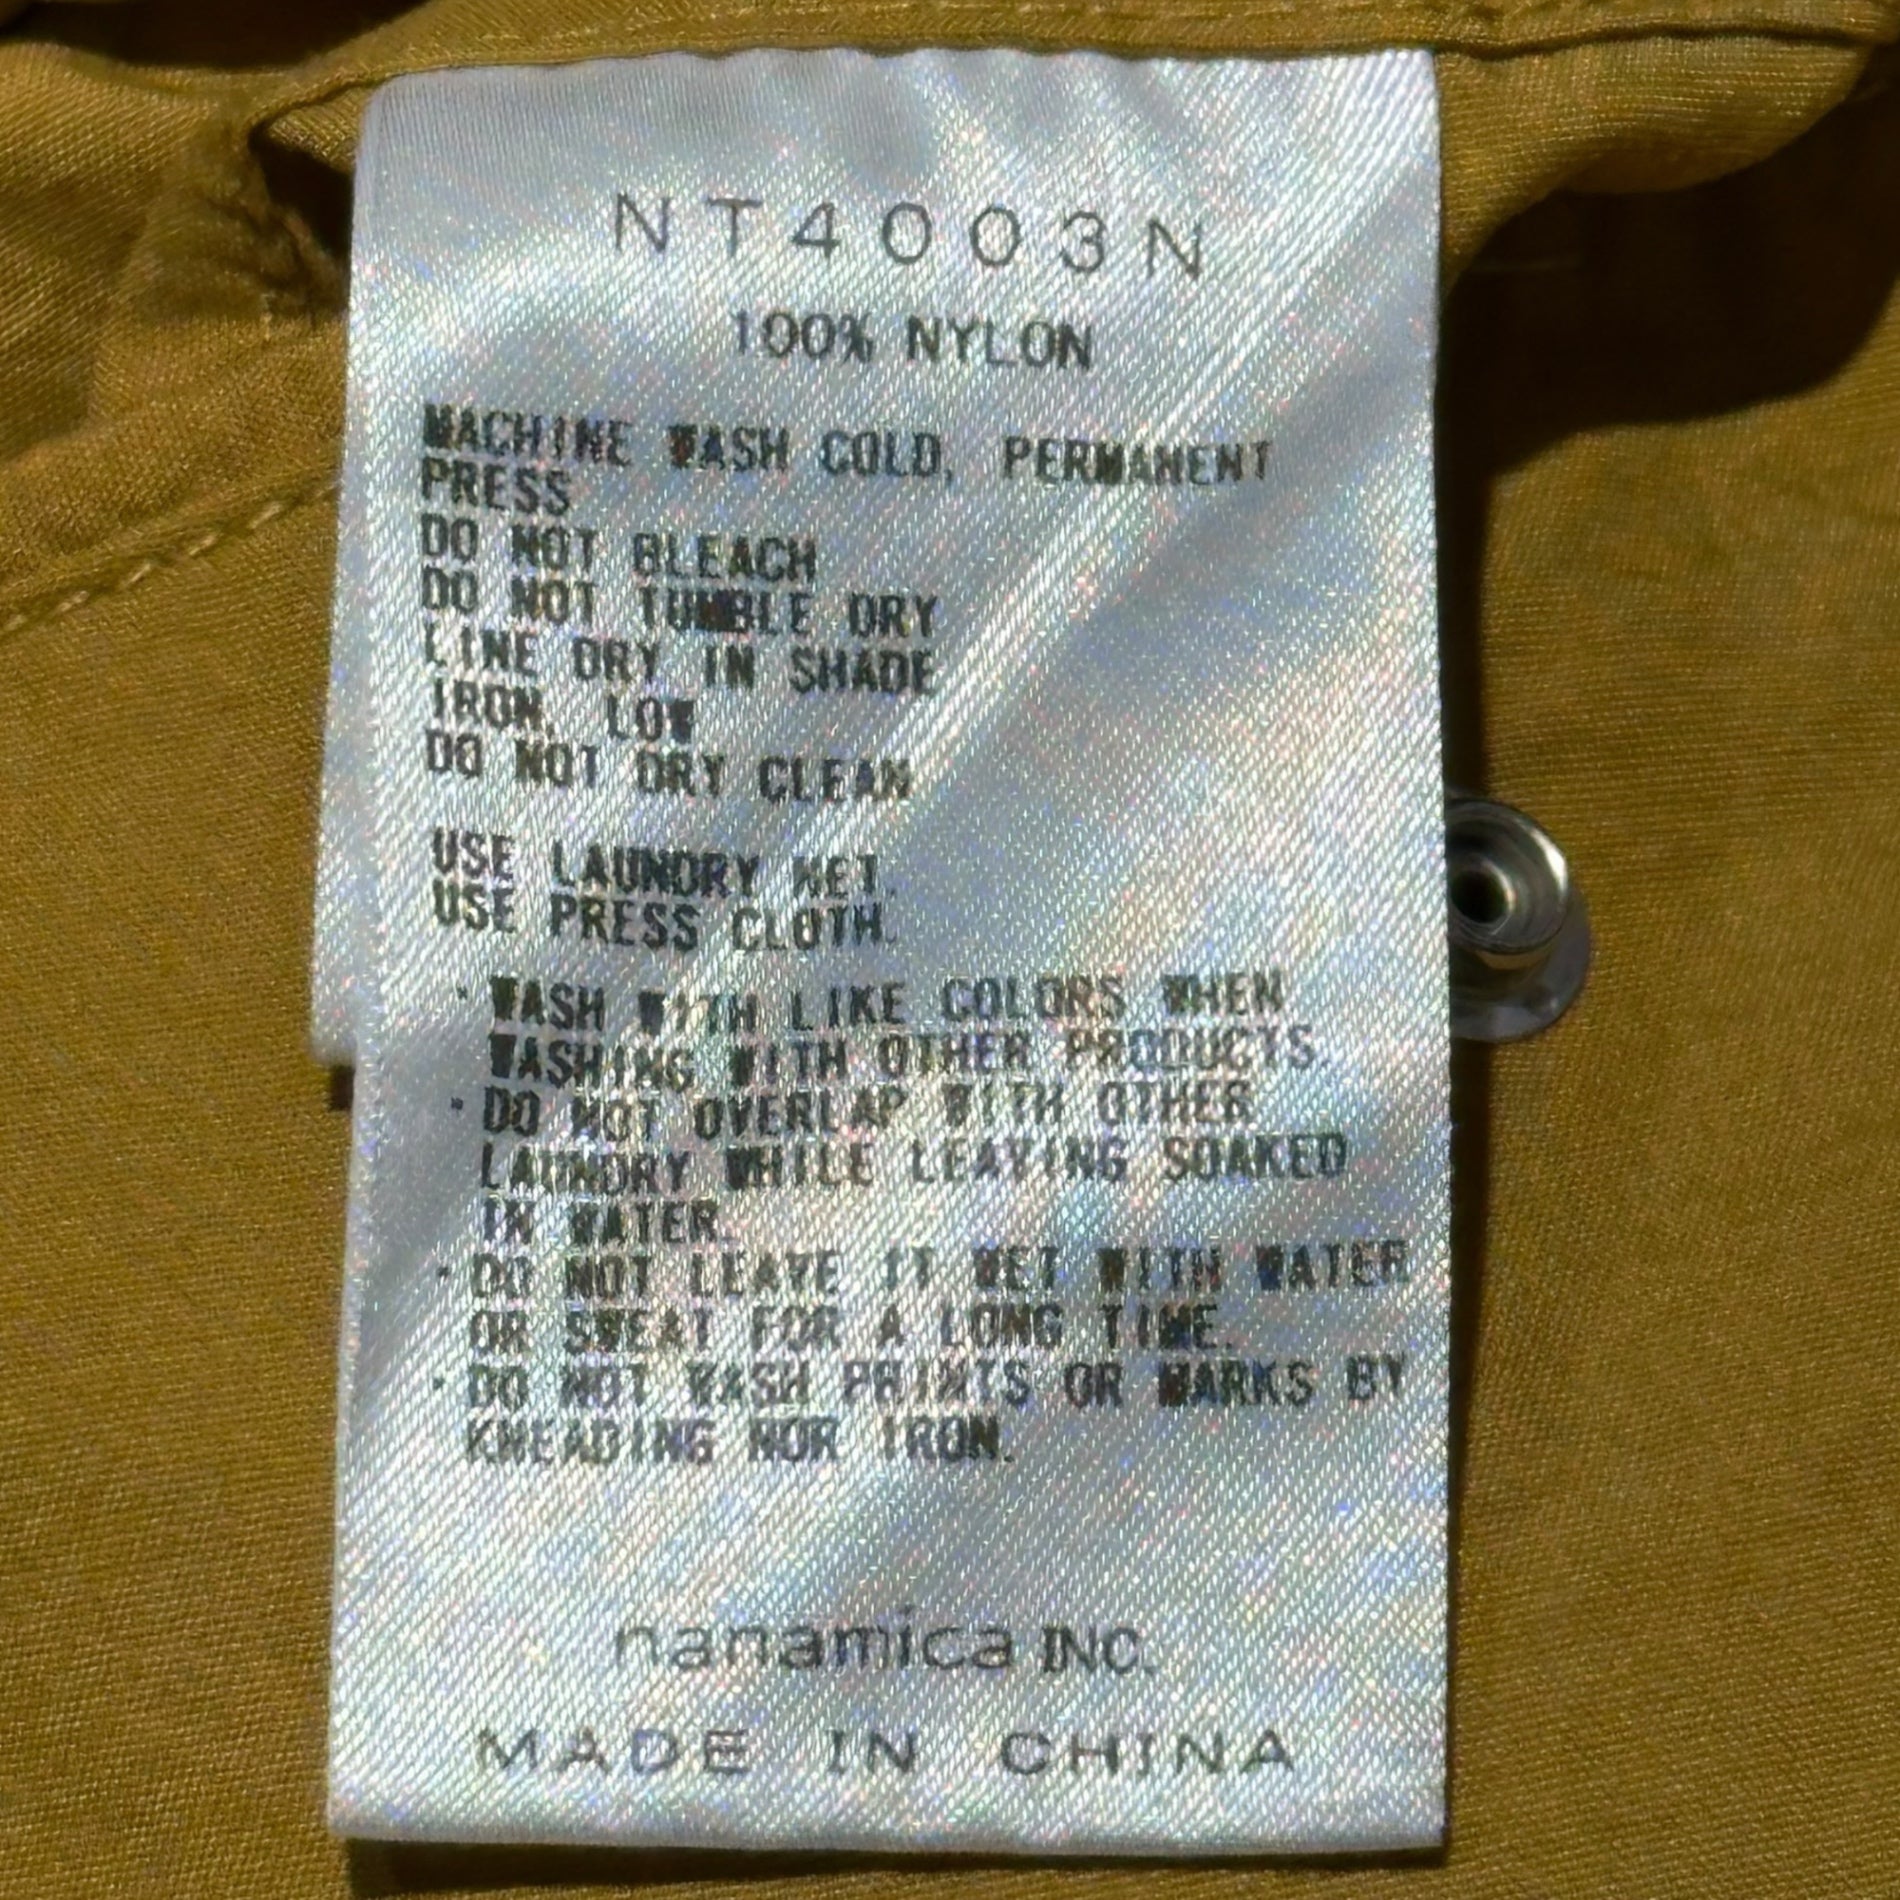 NT4003N
100% NYLON
MACHINE WASH COLD, PERMANENT
PRESS
DO NOT BLEACH
DO NOT TUMBLE DRY
LINE DRY IN SHADE
IRON, LOW
DO NOT DRY CLEAN
USE LAUNDRY NET.
USE PRESS CLOTH.
・WASH WITH LIKE COLORS WHEN
WASHING WITH OTHER PRODUCTS.
・DO NOT OVERLAP WITH OTHER
LAUNDRY WHILE LEAVING SOAKED
IN WATER.
・DO NOT LEAVE IT WET WITH WATER
OR SWEAT FOR A LONG TIME.
・DO NOT WASH PRINTS OR MARKS BY
KNEADING NOR IRON.
nanamica INC.
MADE IN CHINA